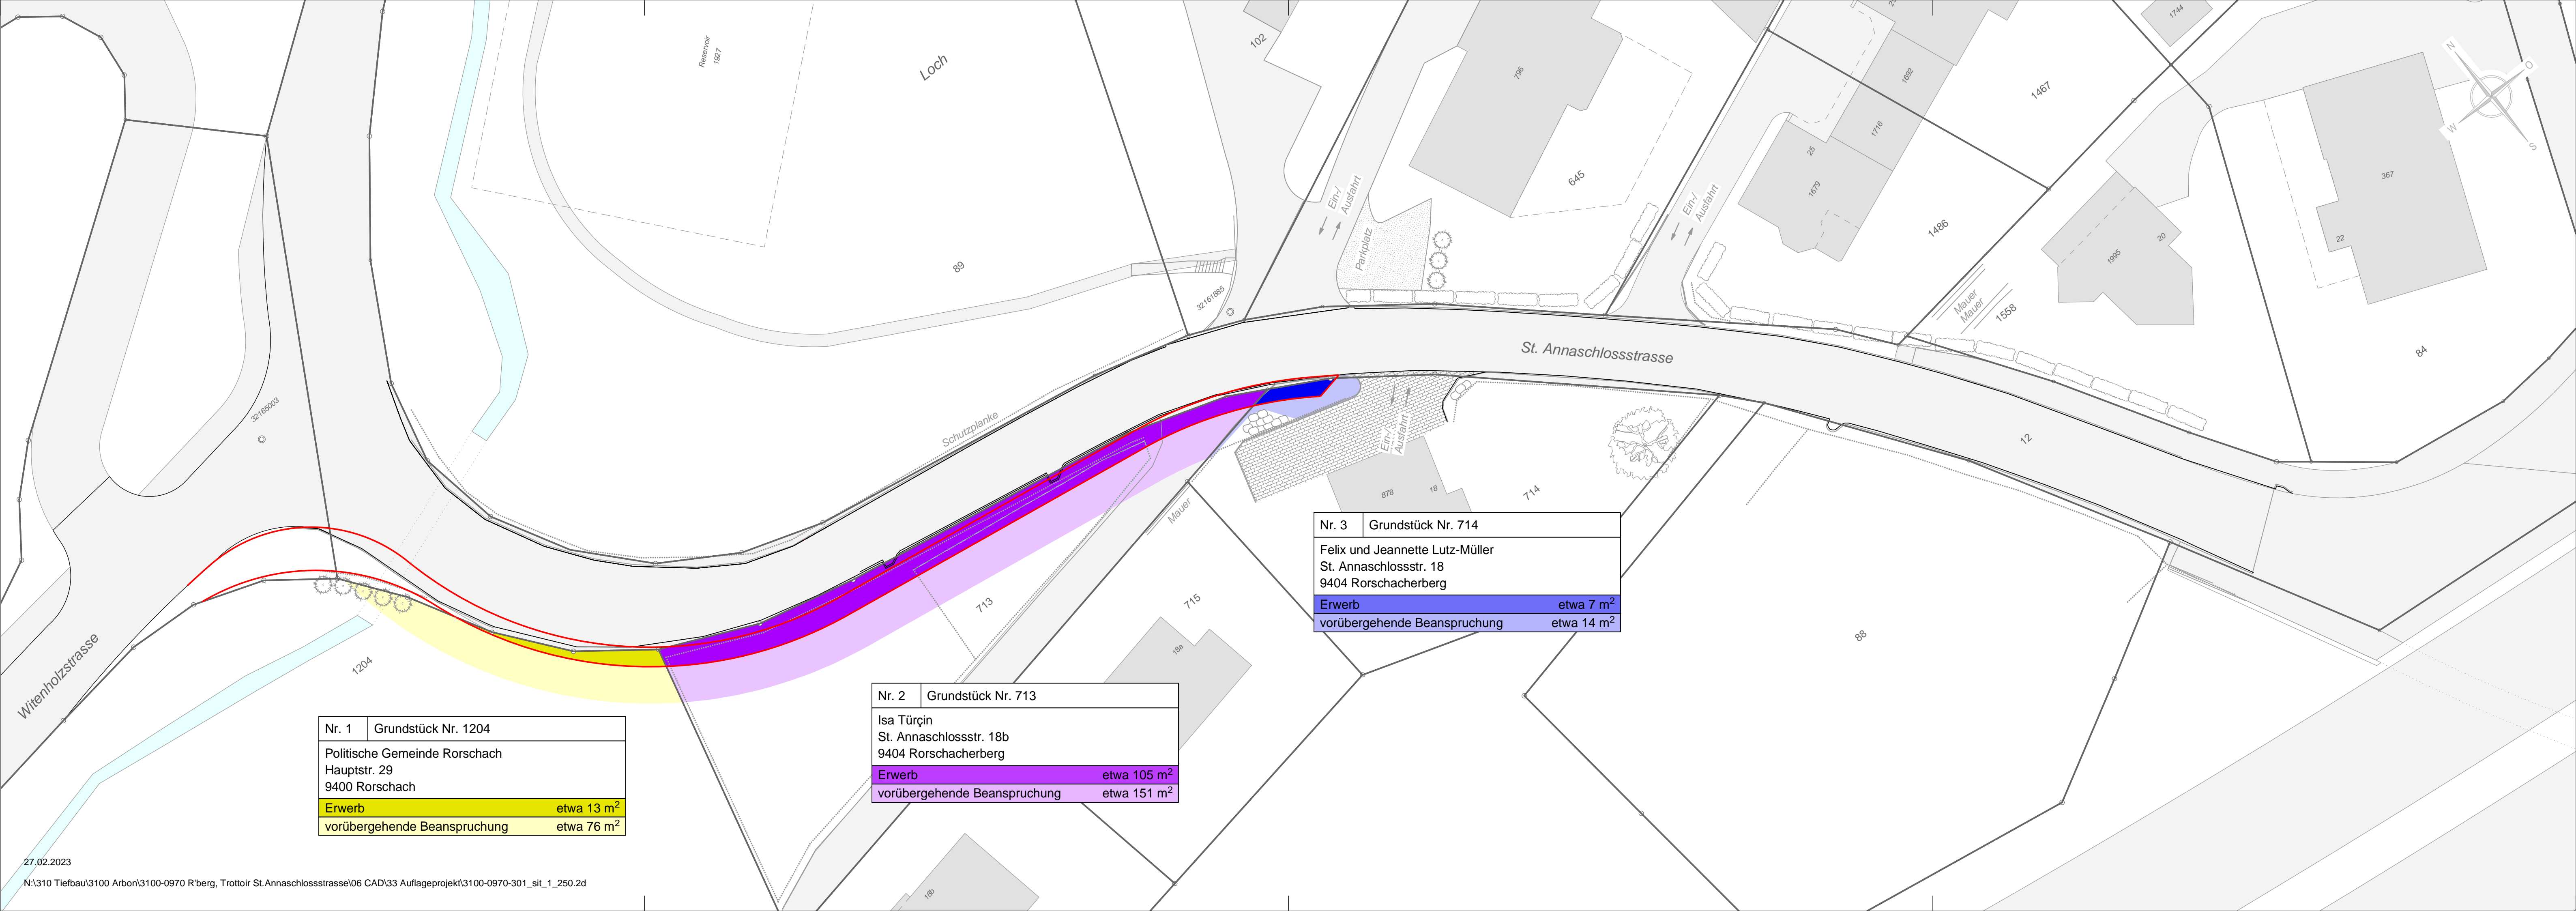 Reservoir
1927
Loch
102
796
645
Ein-/
Ausfahrt
Parkplatz
Ein-/
Ausfahrt
25
1679
1716
1692
1744
1467
1486
1995
20
367
22
N
O
S
W
Mauer
Mauer
1558
84
89
32161885
32165003
St. Annaschlossstrasse
Schutzplanke
Ein-/
Ausfahrt
878
18
714
12
88
Mauer
713
715
18a
18b
1204
Witenholzstrasse
Nr. 1 Grundstück Nr. 1204
Politische Gemeinde Rorschach
Hauptstr. 29
9400 Rorschach
Erwerb etwa 13 m²
vorübergehende Beanspruchung etwa 76 m²
Nr. 2 Grundstück Nr. 713
Isa Türçin
St. Annaschlossstr. 18b
9404 Rorschacherberg
Erwerb etwa 105 m²
vorübergehende Beanspruchung etwa 151 m²
Nr. 3 Grundstück Nr. 714
Felix und Jeannette Lutz-Müller
St. Annaschlossstr. 18
9404 Rorschacherberg
Erwerb etwa 7 m²
vorübergehende Beanspruchung etwa 14 m²
27.02.2023
N:\310 Tiefbau\3100 Arbon\3100-0970 R'berg, Trottoir St.Annaschlossstrasse\06 CAD\33 Auflageprojekt\3100-0970-301_sit_1_250.2d